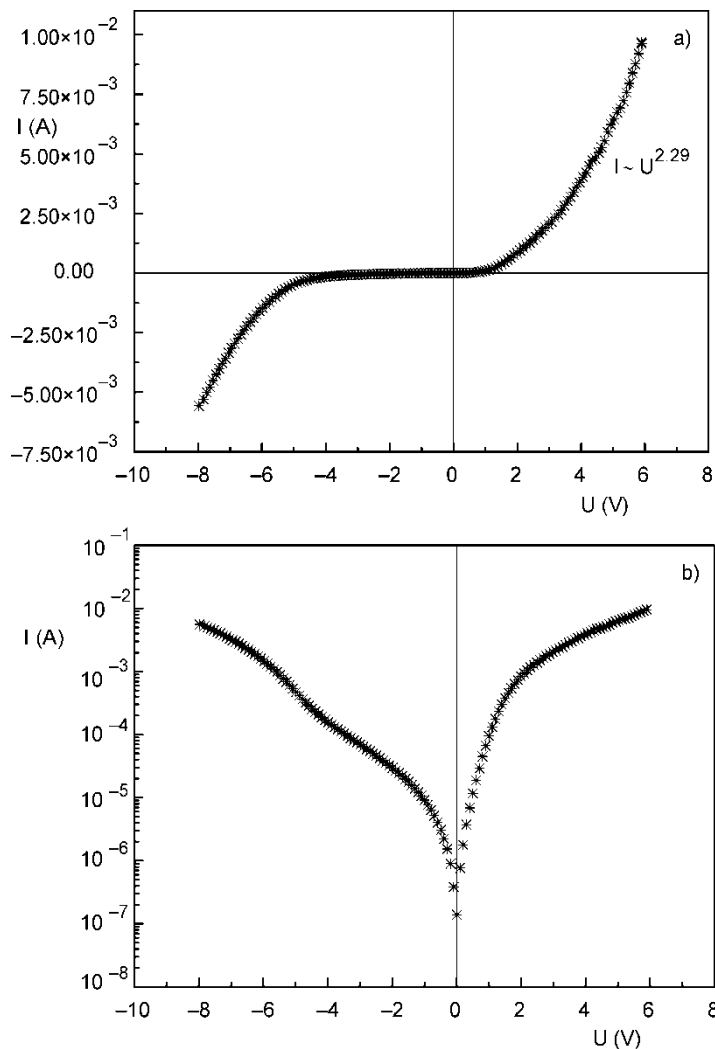 1.00×10⁻²
a)
7.50×10⁻³
I (A)
5.00×10⁻³
I ~ U²·²⁹
2.50×10⁻³
0.00
−2.50×10⁻³
−5.00×10⁻³
−7.50×10⁻³
−10 −8 −6 −4 −2 0 2 4 6 8
U (V)
10⁻¹
b)
10⁻²
I (A)
10⁻³
10⁻⁴
10⁻⁵
10⁻⁶
10⁻⁷
10⁻⁸
−10 −8 −6 −4 −2 0 2 4 6 8
U (V)